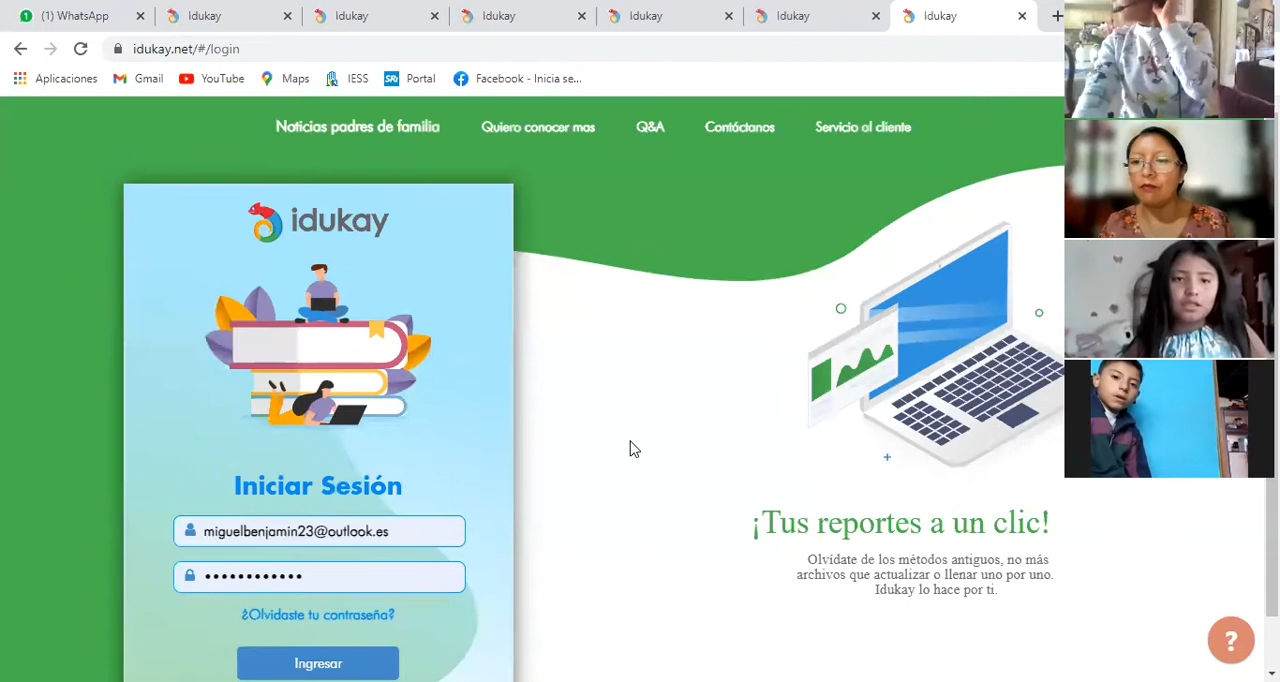 (1) WhatsApp
Idukay
Idukay
Idukay
Idukay
Idukay
Idukay
idukay.net/#/login
Aplicaciones
Gmail
YouTube
Maps
IESS
SRi
Portal
Facebook - Inicia se...
Noticias padres de familia
Quiero conocer mas
Q&A
Contáctanos
Servicio al cliente
idukay
Iniciar Sesión
miguelbenjamin23@outlook.es
••••••••••••
¿Olvidaste tu contraseña?
Ingresar
¡Tus reportes a un clic!
Olvídate de los métodos antiguos, no más
archivos que actualizar o llenar uno por uno.
Idukay lo hace por ti.
?